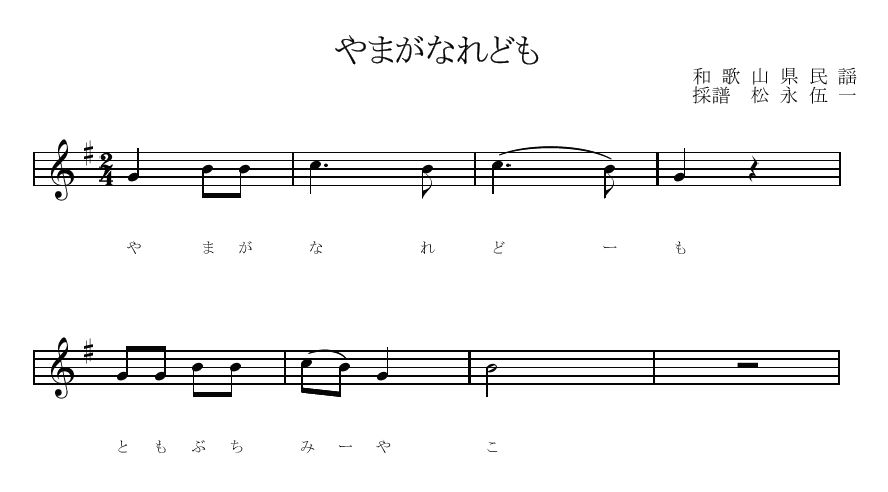 やまがなれども
和歌山県民謡
採譜 松永伍一
2
4
や ま が な れ ど ー も
と も ぶ ち み ー や こ